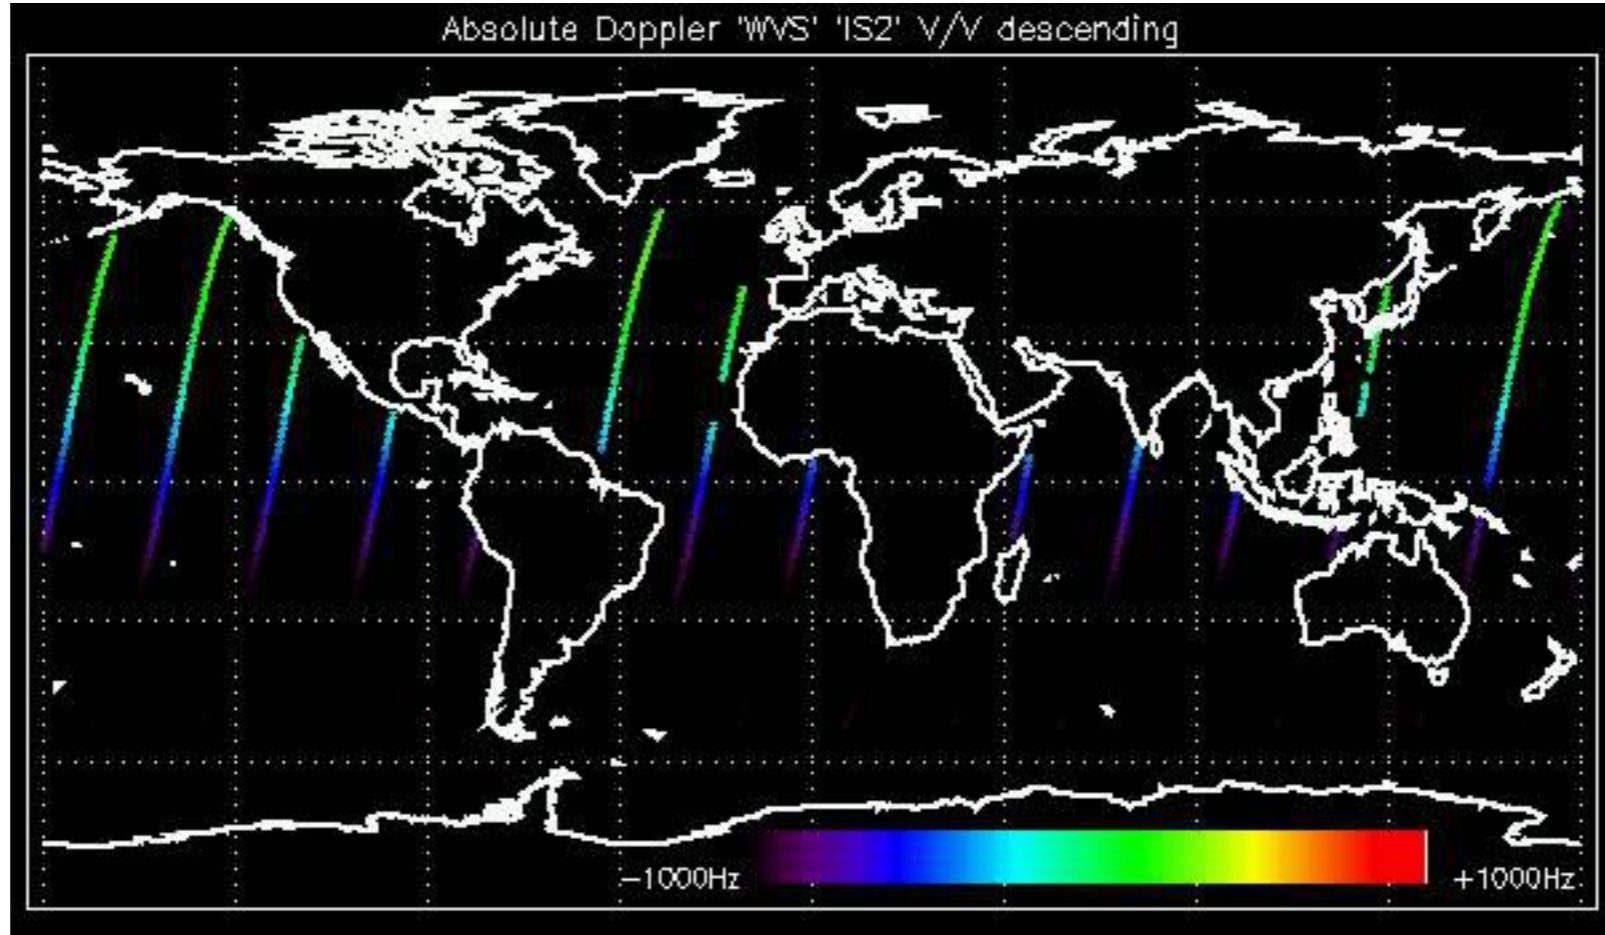 Absolute Doppler 'WVS' 'IS2' V/V descending
−1000Hz
+1000Hz